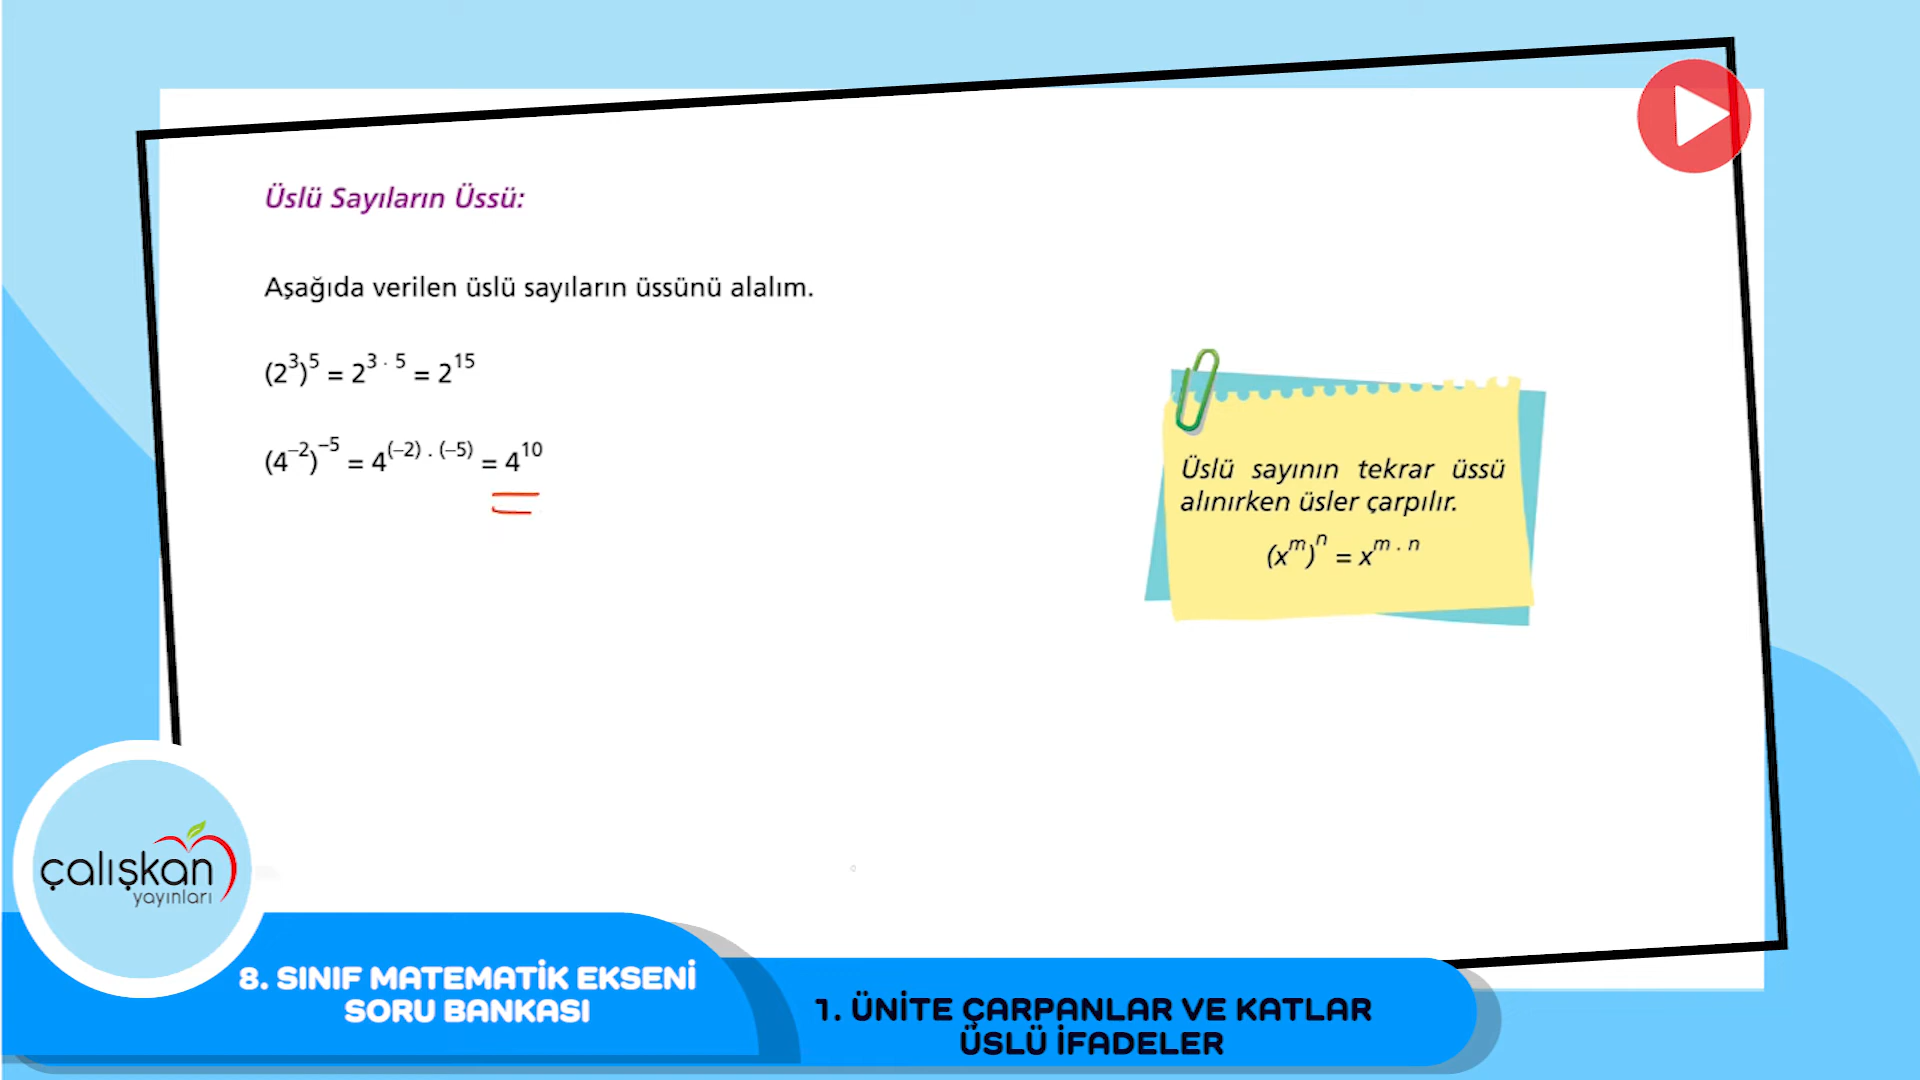 Üslü Sayıların Üssü:
Aşağıda verilen üslü sayıların üssünü alalım.
(2³)⁵ = 2³ ˙ ⁵ = 2¹⁵
(4⁻²)⁻⁵ = 4⁽⁻²⁾ ˙ ⁽⁻⁵⁾ = 4¹⁰
Üslü sayının tekrar üssü
alınırken üsler çarpılır.
(xᵐ)ⁿ = xᵐ ˙ ⁿ
çalışkan
yayınları
8. SINIF MATEMATİK EKSENİ
SORU BANKASI
1. ÜNİTE ÇARPANLAR VE KATLAR
ÜSLÜ İFADELER